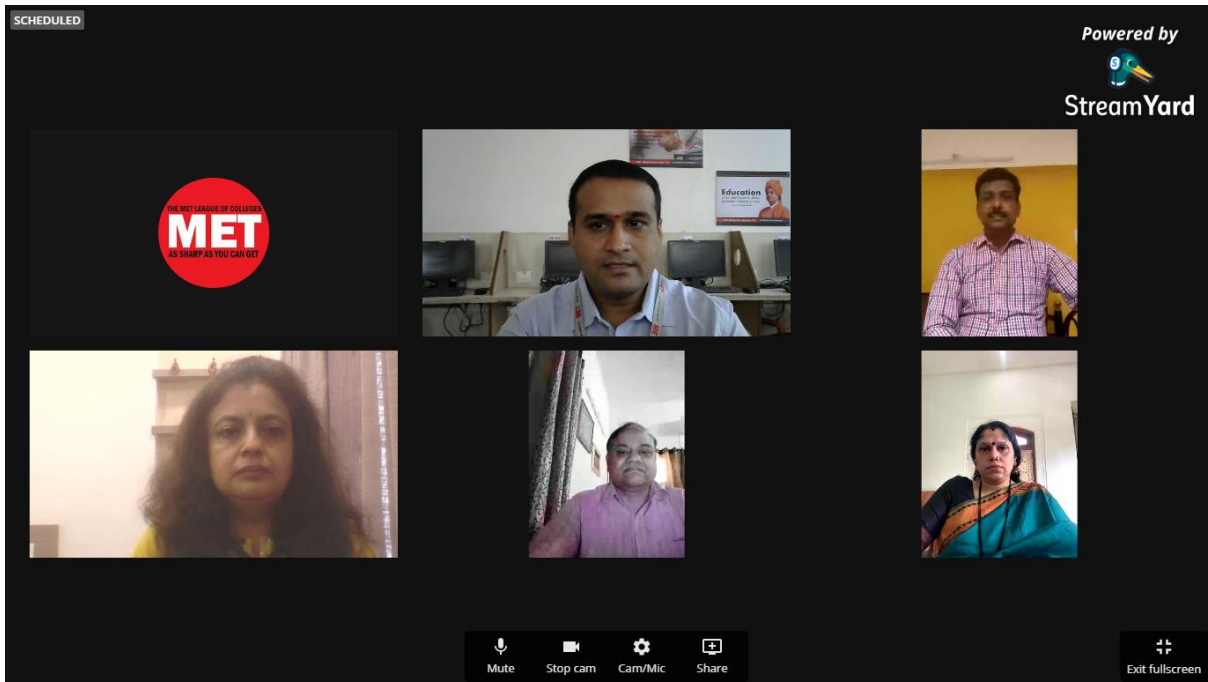 SCHEDULED
Powered by
StreamYard
THE MET LEAGUE OF COLLEGES
MET
AS SHARP AS YOU CAN GET
Education
MET
Mute
Stop cam
Cam/Mic
Share
Exit fullscreen